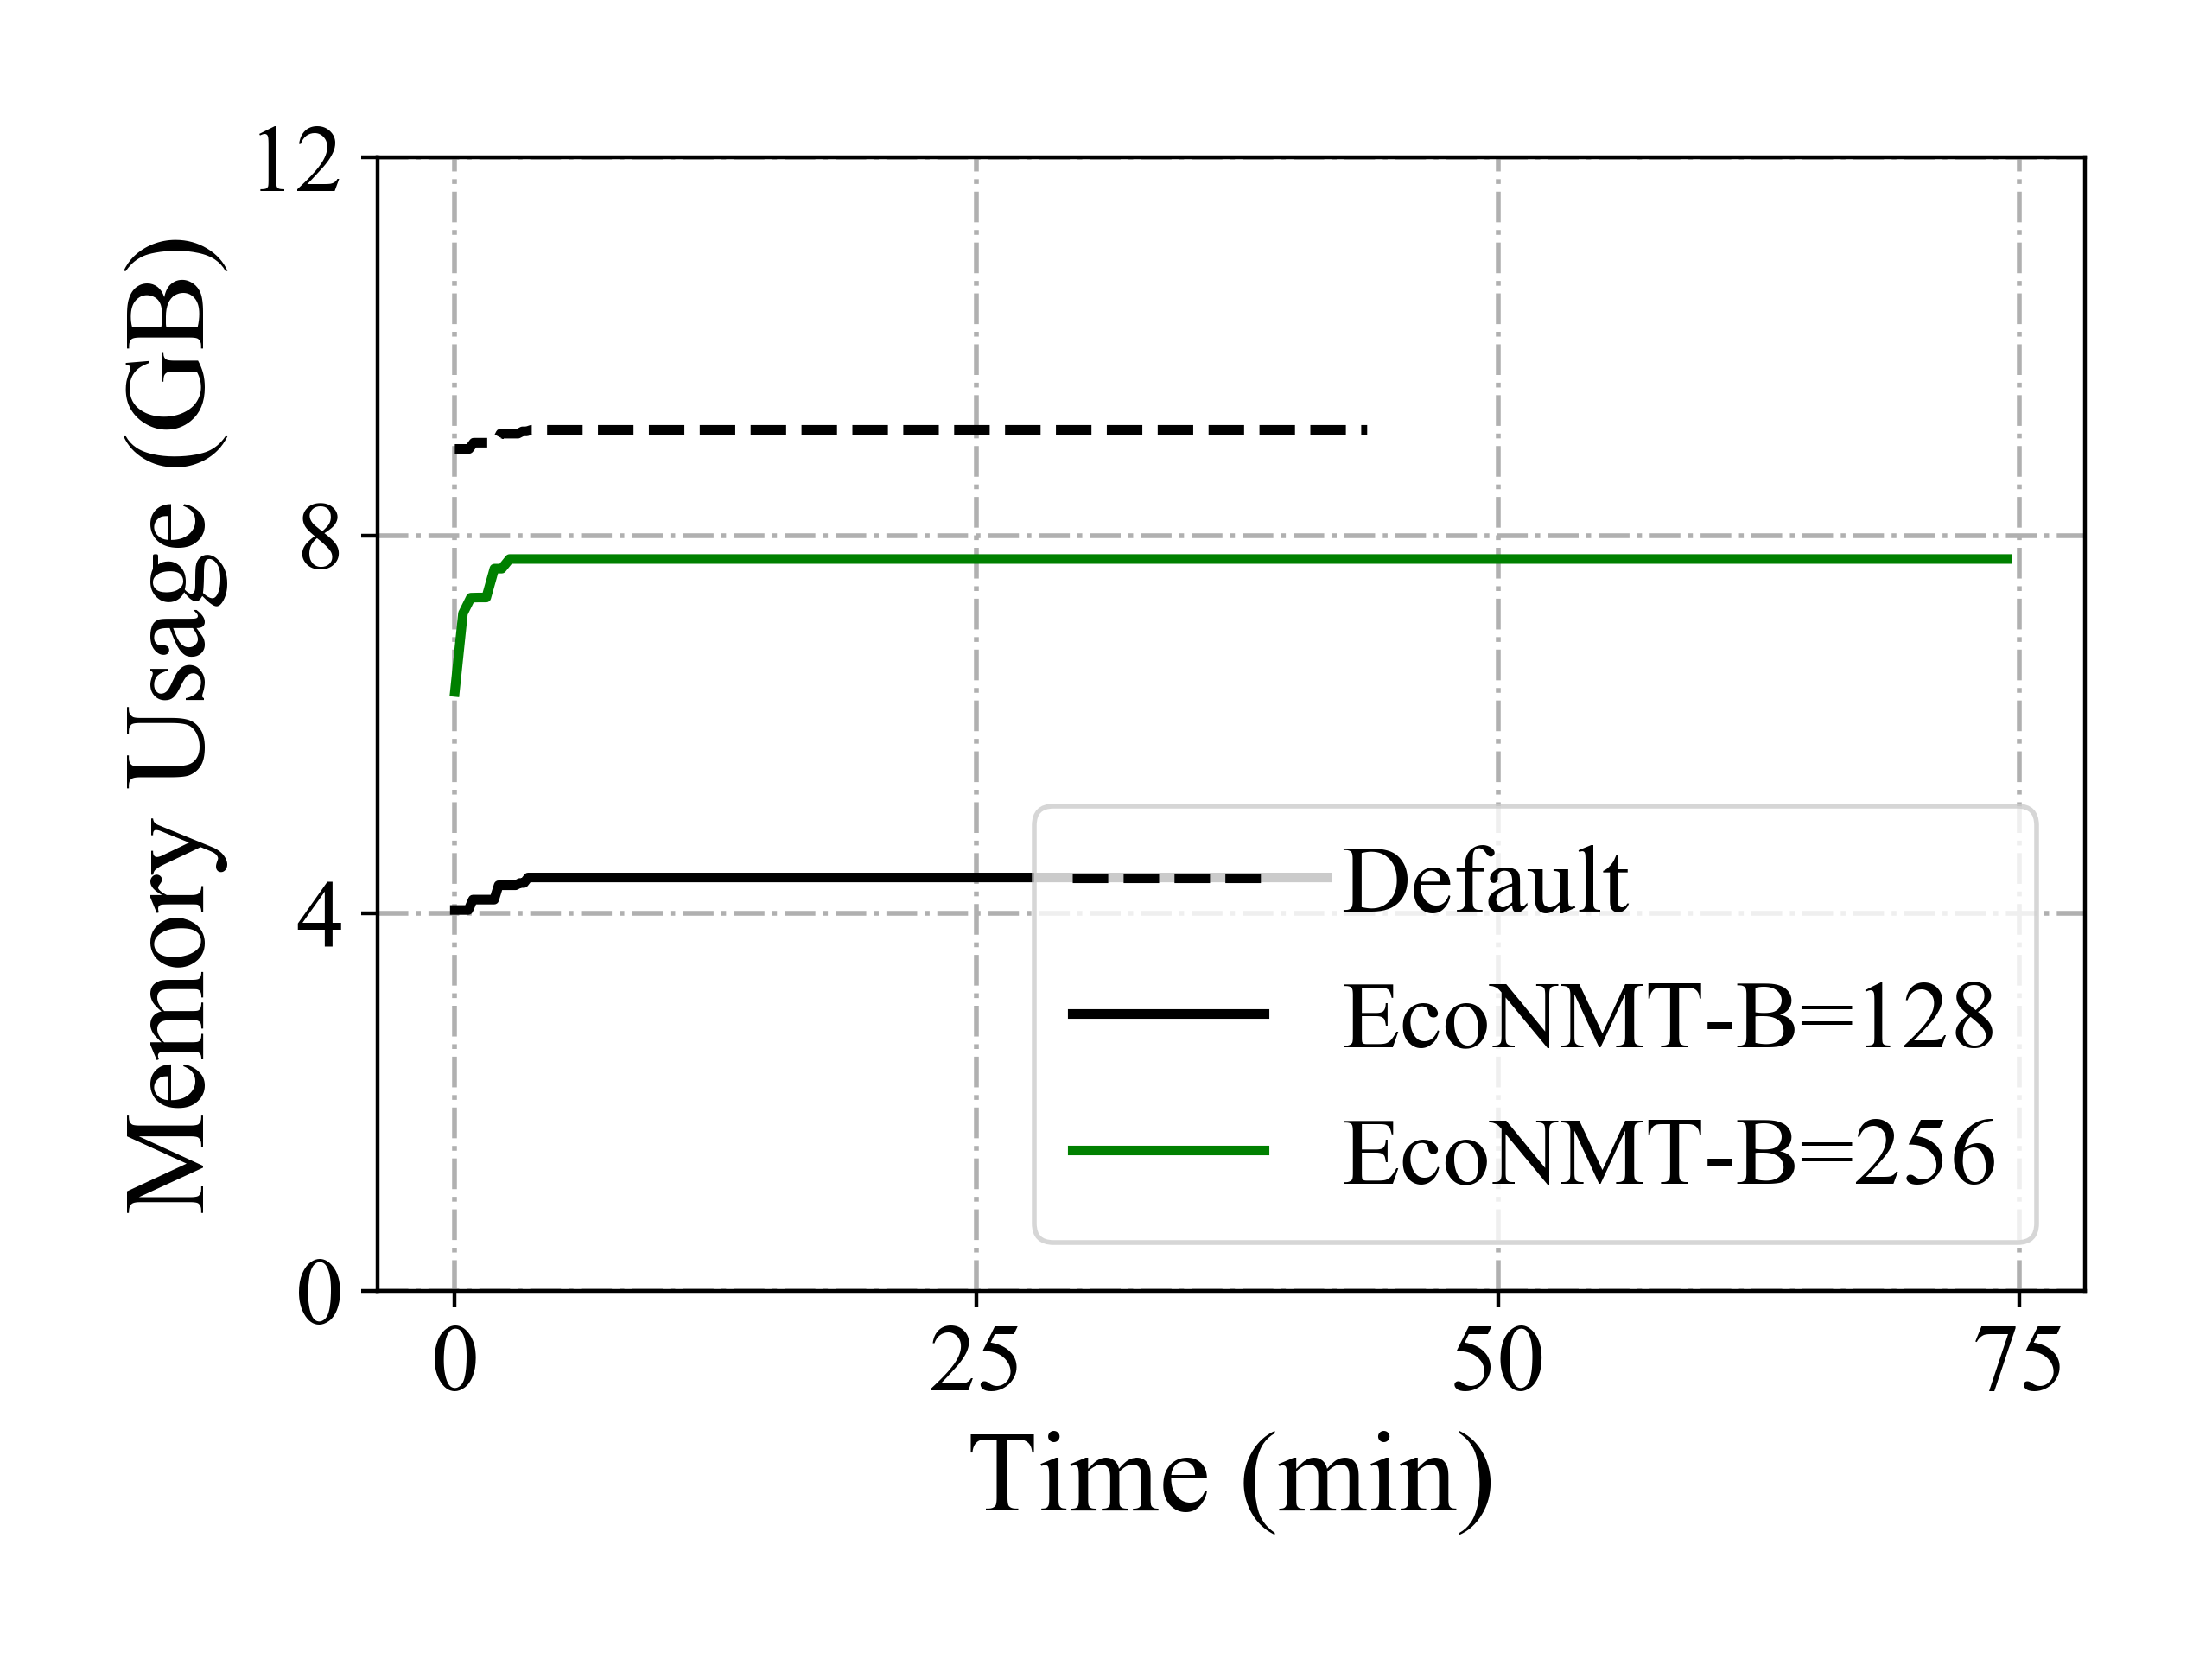 Memory Usage (GB)
12
8
4
0
Default
EcoNMT-B=128
EcoNMT-B=256
0 25 50 75
Time (min)